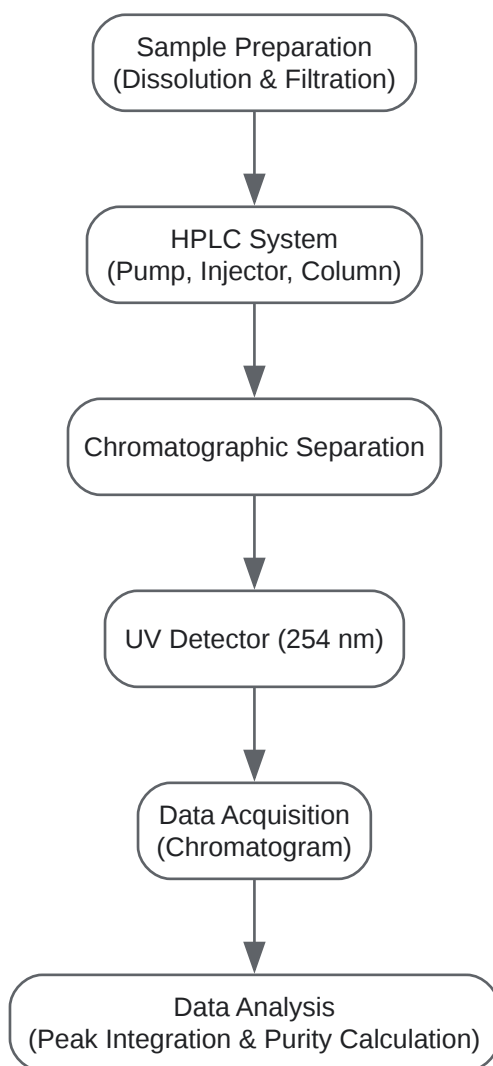 Sample Preparation
(Dissolution & Filtration)
HPLC System
(Pump, Injector, Column)
Chromatographic Separation
UV Detector (254 nm)
Data Acquisition
(Chromatogram)
Data Analysis
(Peak Integration & Purity Calculation)